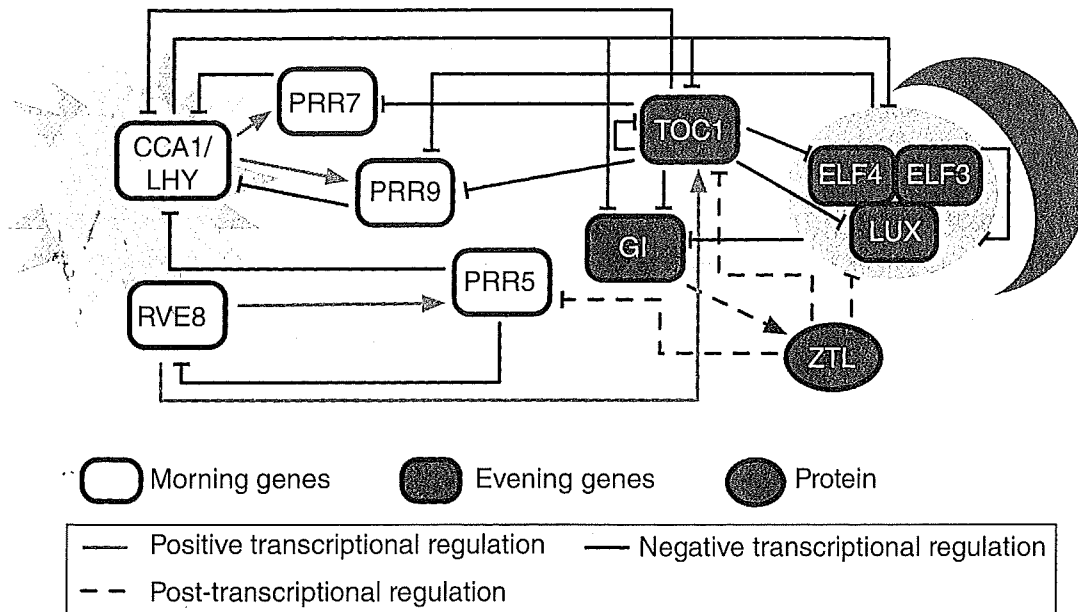 PRR7
TOC1
CCA1/
LHY
PRR9
ELF4 ELF3
LUX
GI
PRR5
RVE8
ZTL
Morning genes Evening genes Protein
Positive transcriptional regulation Negative transcriptional regulation
Post-transcriptional regulation